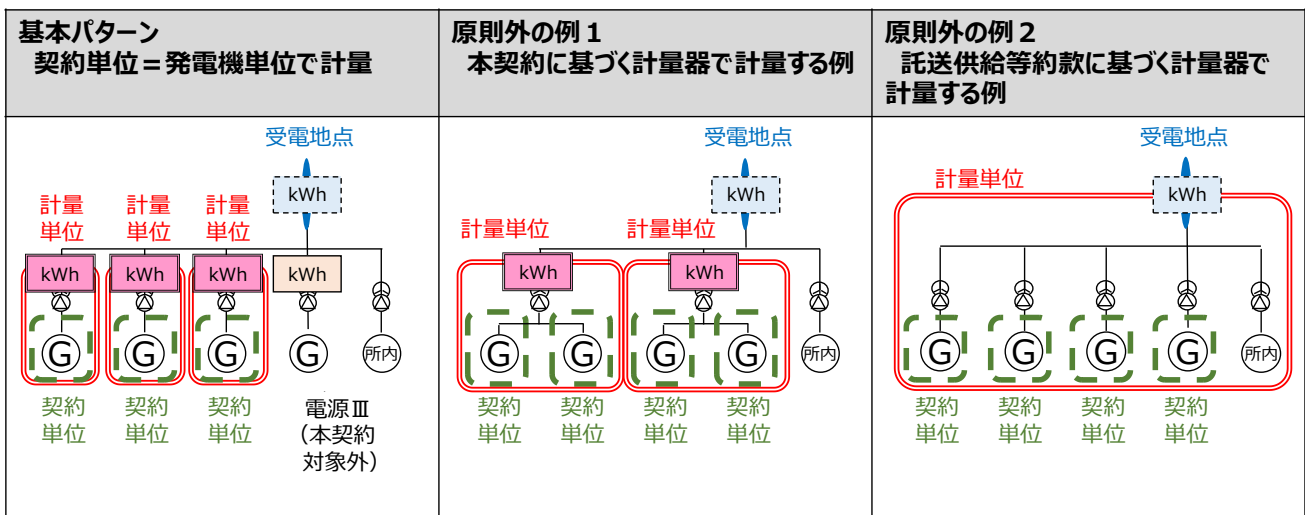 基本パターン
契約単位=発電機単位で計量
受電地点
kWh
計量
単位
計量
単位
計量
単位
kWh
kWh
kWh
kWh
G
G
G
G
所内
契約
単位
契約
単位
契約
単位
電源Ⅲ
(本契約
対象外)
原則外の例1
本契約に基づく計量器で計量する例
受電地点
kWh
計量単位
計量単位
kWh
kWh
G
G
G
G
所内
契約
単位
契約
単位
契約
単位
契約
単位
原則外の例2
託送供給等約款に基づく計量器で
計量する例
受電地点
計量単位
kWh
G
G
G
G
所内
契約
単位
契約
単位
契約
単位
契約
単位